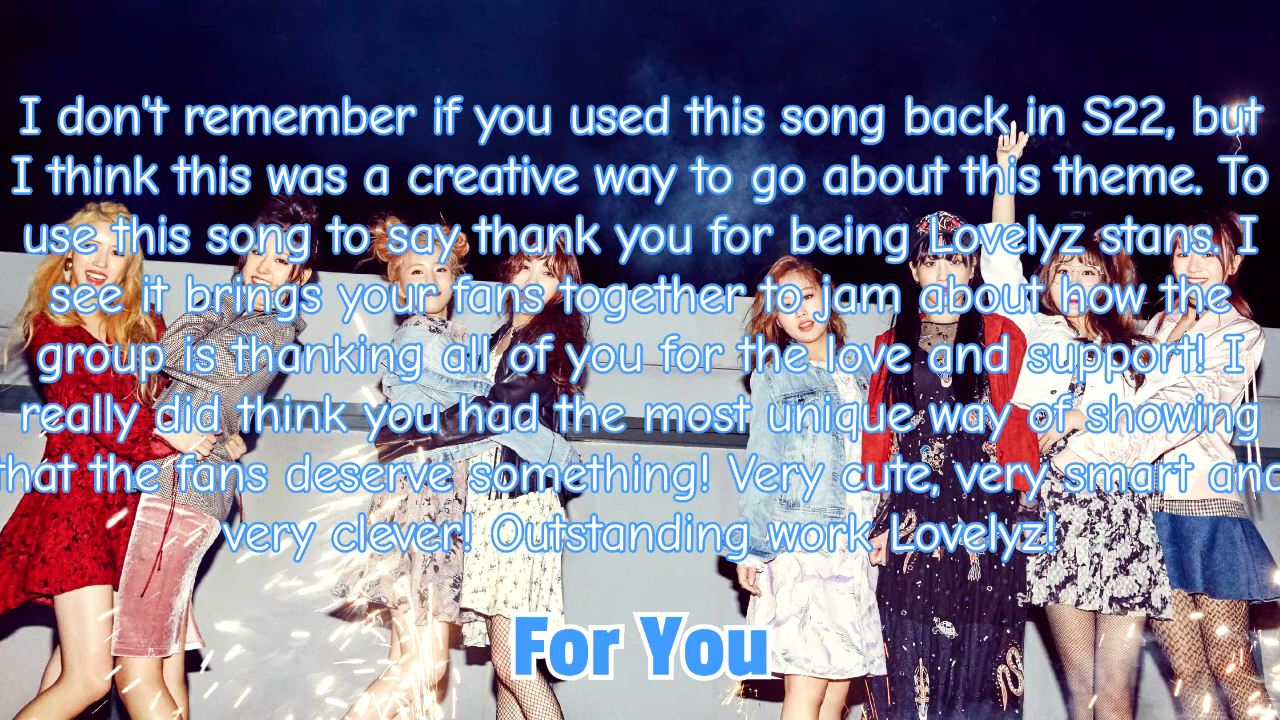 I don't remember if you used this song back in S22, but
I think this was a creative way to go about this theme. To
use this song to say thank you for being Lovelyz stans. I
see it brings your fans together to jam about how the
group is thanking all of you for the love and support! I
really did think you had the most unique way of showing
that the fans deserve something! Very cute, very smart and
very clever! Outstanding work Lovelyz!
For You